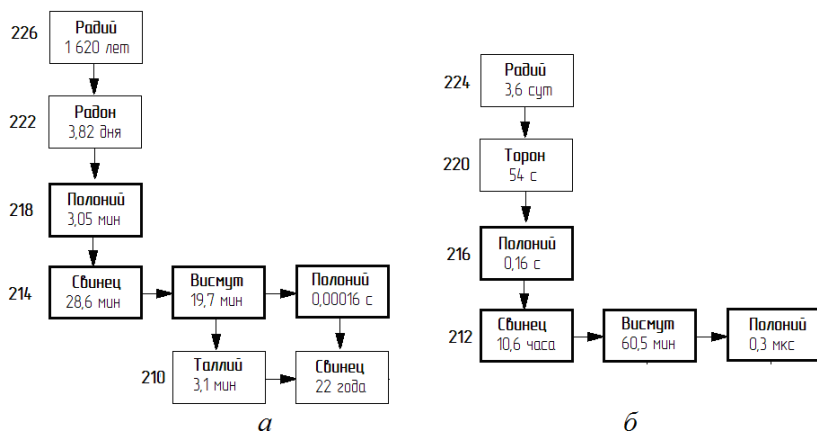 226
Радий
1 620 лет
222
Радон
3,82 дня
218
Полоний
3,05 мин
214
Свинец
28,6 мин
Висмут
19,7 мин
Полоний
0,00016 с
210
Таллий
3,1 мин
Свинец
22 года
а
224
Радий
3,6 сут
220
Торон
54 с
216
Полоний
0,16 с
212
Свинец
10,6 часа
Висмут
60,5 мин
Полоний
0,3 мкс
б